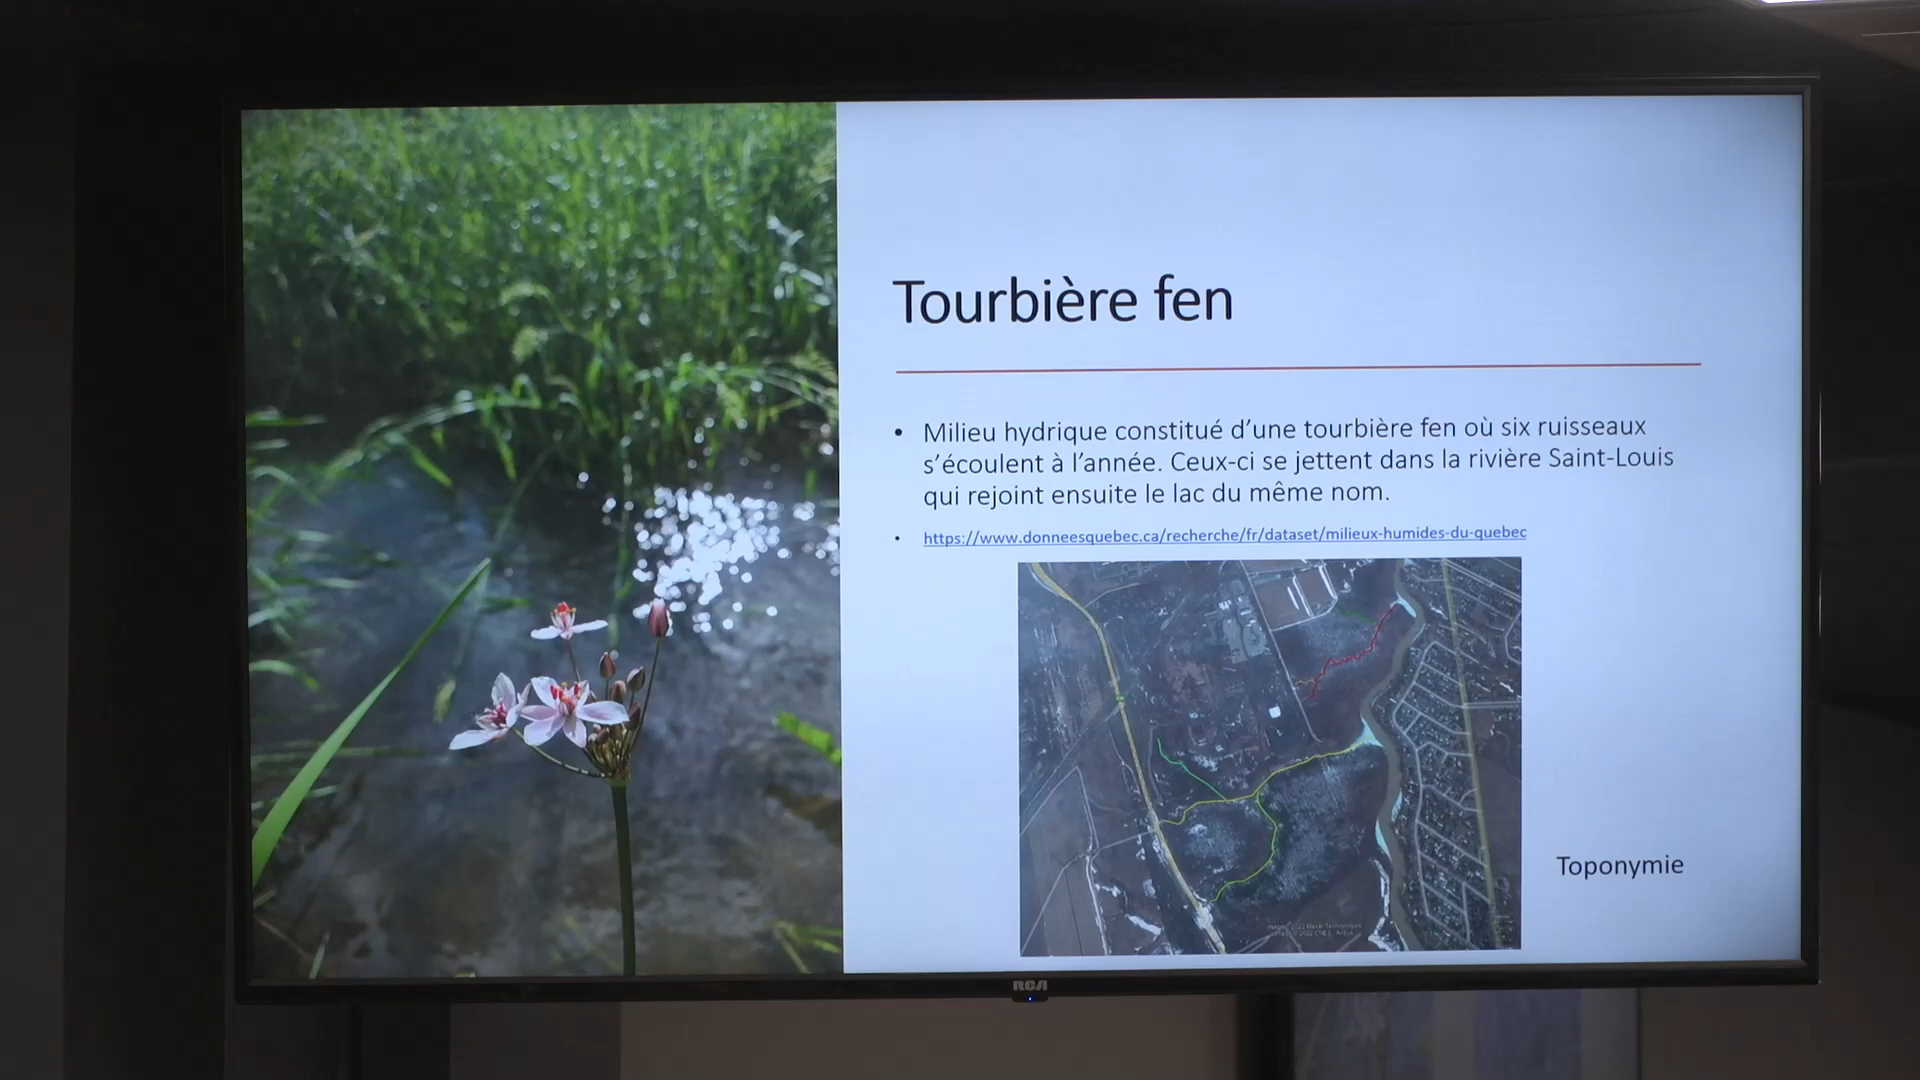 Tourbière fen
• Milieu hydrique constitué d'une tourbière fen où six ruisseaux
s'écoulent à l'année. Ceux-ci se jettent dans la rivière Saint-Louis
qui rejoint ensuite le lac du même nom.
• https://www.donneesquebec.ca/recherche/fr/dataset/milieux-humides-du-quebec
Toponymie
RCA